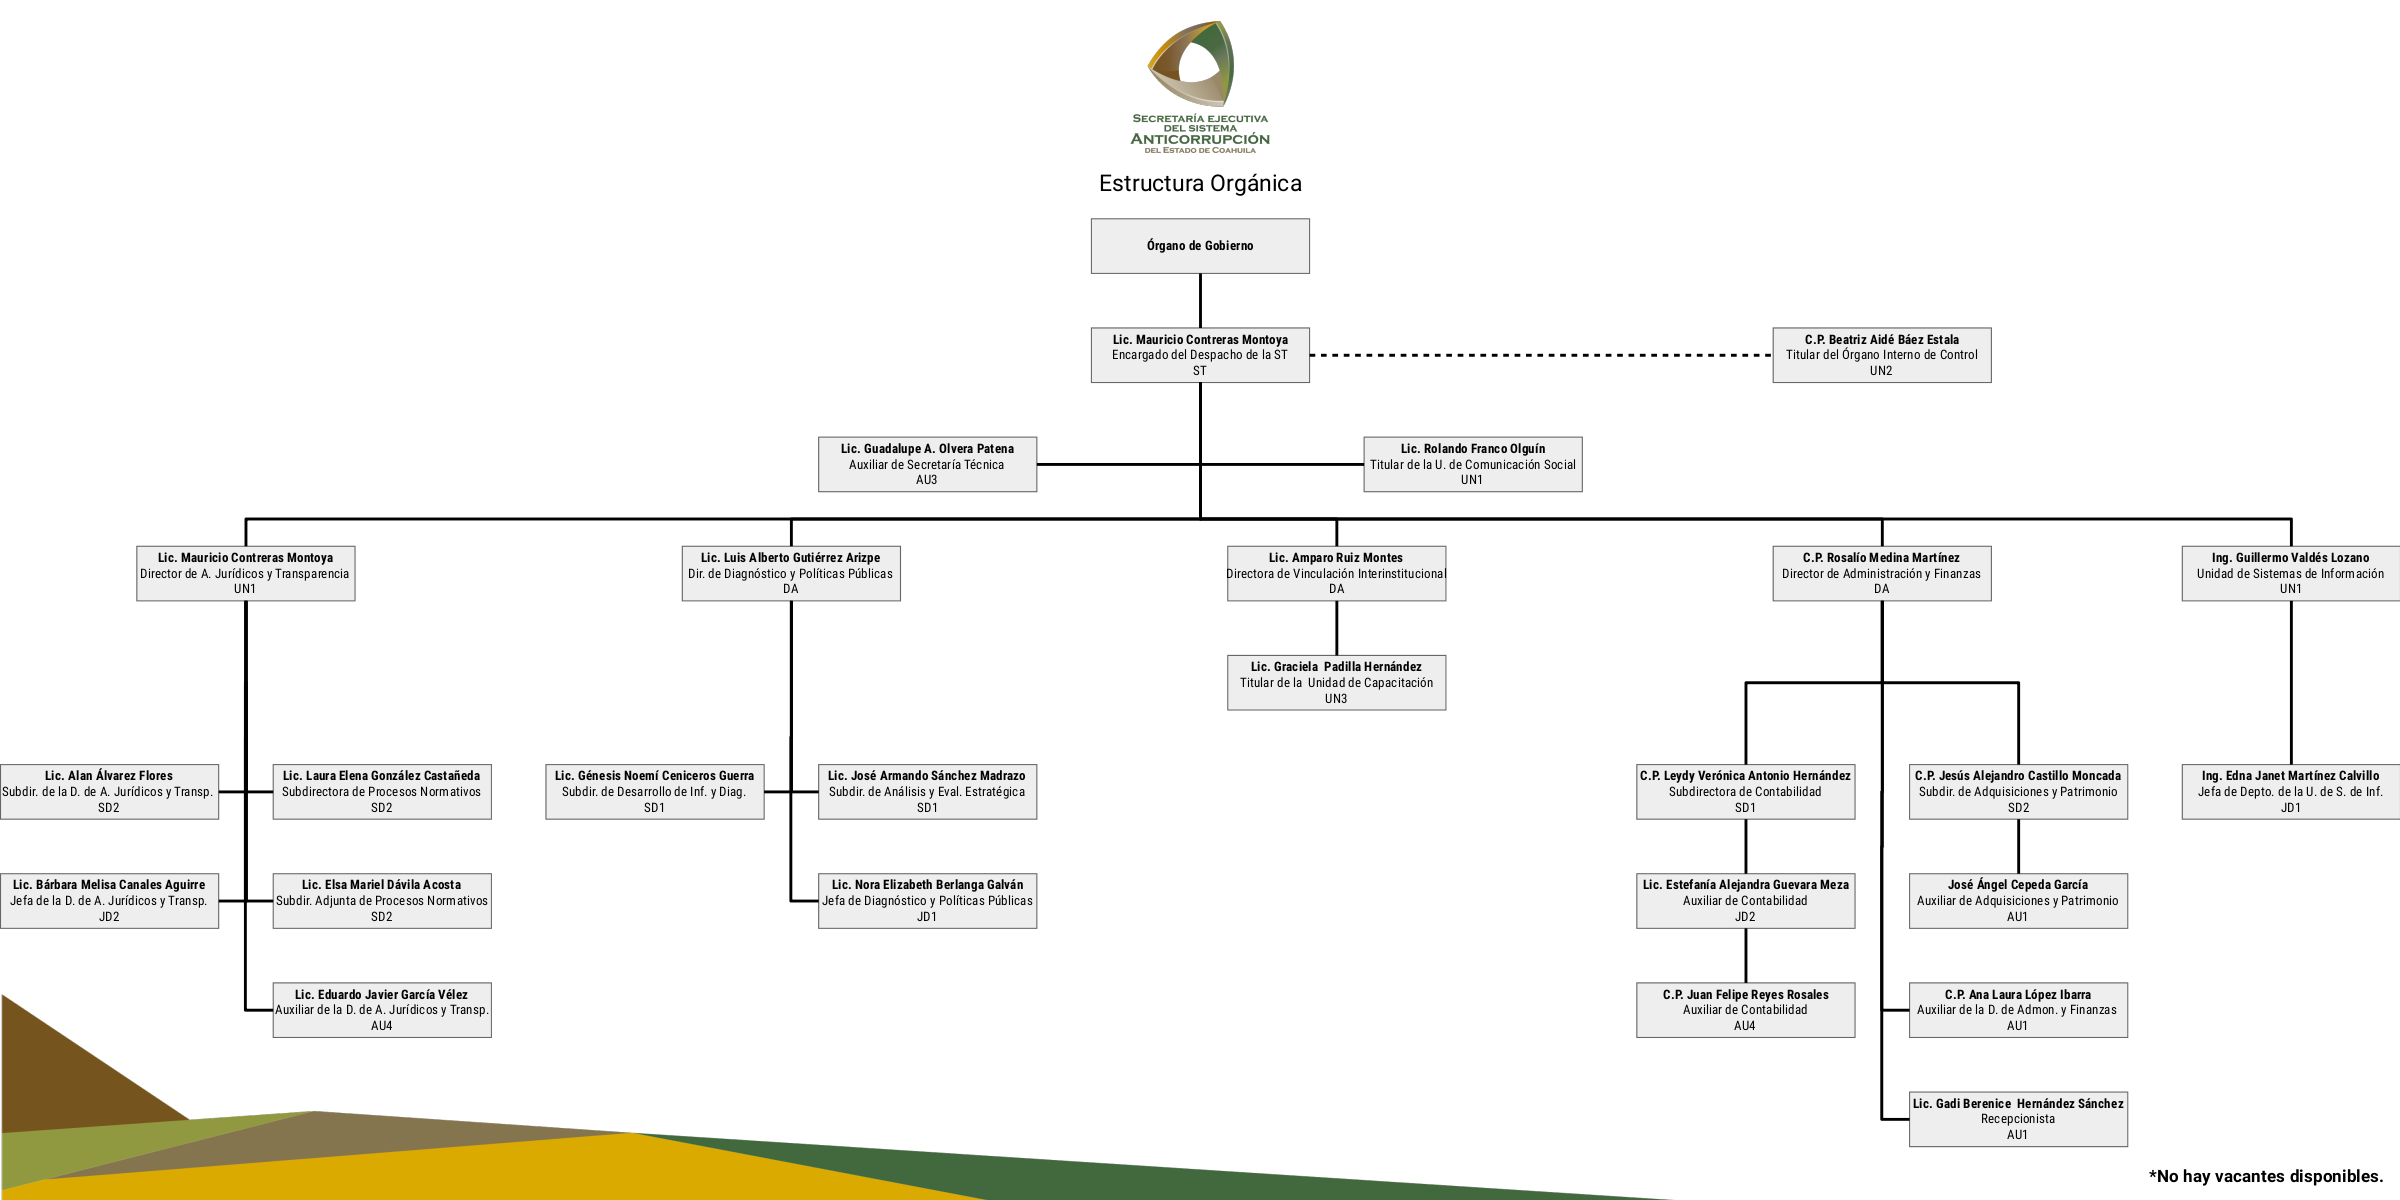 SECRETARÍA EJECUTIVA
DEL SISTEMA
ANTICORRUPCIÓN
DEL ESTADO DE COAHUILA
Estructura Orgánica
Órgano de Gobierno
Lic. Mauricio Contreras Montoya
Encargado del Despacho de la ST
ST
C.P. Beatriz Aidé Báez Estala
Titular del Órgano Interno de Control
UN2
Lic. Guadalupe A. Olvera Patena
Auxiliar de Secretaría Técnica
AU3
Lic. Rolando Franco Olguín
Titular de la U. de Comunicación Social
UN1
Lic. Mauricio Contreras Montoya
Director de A. Jurídicos y Transparencia
UN1
Lic. Luis Alberto Gutiérrez Arizpe
Dir. de Diagnóstico y Políticas Públicas
DA
Lic. Amparo Ruiz Montes
Directora de Vinculación Interinstitucional
DA
C.P. Rosalío Medina Martínez
Director de Administración y Finanzas
DA
Ing. Guillermo Valdés Lozano
Unidad de Sistemas de Información
UN1
Lic. Graciela  Padilla Hernández
Titular de la  Unidad de Capacitación
UN3
Lic. Alan Álvarez Flores
Subdir. de la D. de A. Jurídicos y Transp.
SD2
Lic. Laura Elena González Castañeda
Subdirectora de Procesos Normativos
SD2
Lic. Génesis Noemí Ceniceros Guerra
Subdir. de Desarrollo de Inf. y Diag.
SD1
Lic. José Armando Sánchez Madrazo
Subdir. de Análisis y Eval. Estratégica
SD1
C.P. Leydy Verónica Antonio Hernández
Subdirectora de Contabilidad
SD1
C.P. Jesús Alejandro Castillo Moncada
Subdir. de Adquisiciones y Patrimonio
SD2
Ing. Edna Janet Martínez Calvillo
Jefa de Depto. de la U. de S. de Inf.
JD1
Lic. Bárbara Melisa Canales Aguirre
Jefa de la D. de A. Jurídicos y Transp.
JD2
Lic. Elsa Mariel Dávila Acosta
Subdir. Adjunta de Procesos Normativos
SD2
Lic. Nora Elizabeth Berlanga Galván
Jefa de Diagnóstico y Políticas Públicas
JD1
Lic. Estefanía Alejandra Guevara Meza
Auxiliar de Contabilidad
JD2
José Ángel Cepeda García
Auxiliar de Adquisiciones y Patrimonio
AU1
Lic. Eduardo Javier García Vélez
Auxiliar de la D. de A. Jurídicos y Transp.
AU4
C.P. Juan Felipe Reyes Rosales
Auxiliar de Contabilidad
AU4
C.P. Ana Laura López Ibarra
Auxiliar de la D. de Admon. y Finanzas
AU1
Lic. Gadi Berenice  Hernández Sánchez
Recepcionista
AU1
*No hay vacantes disponibles.